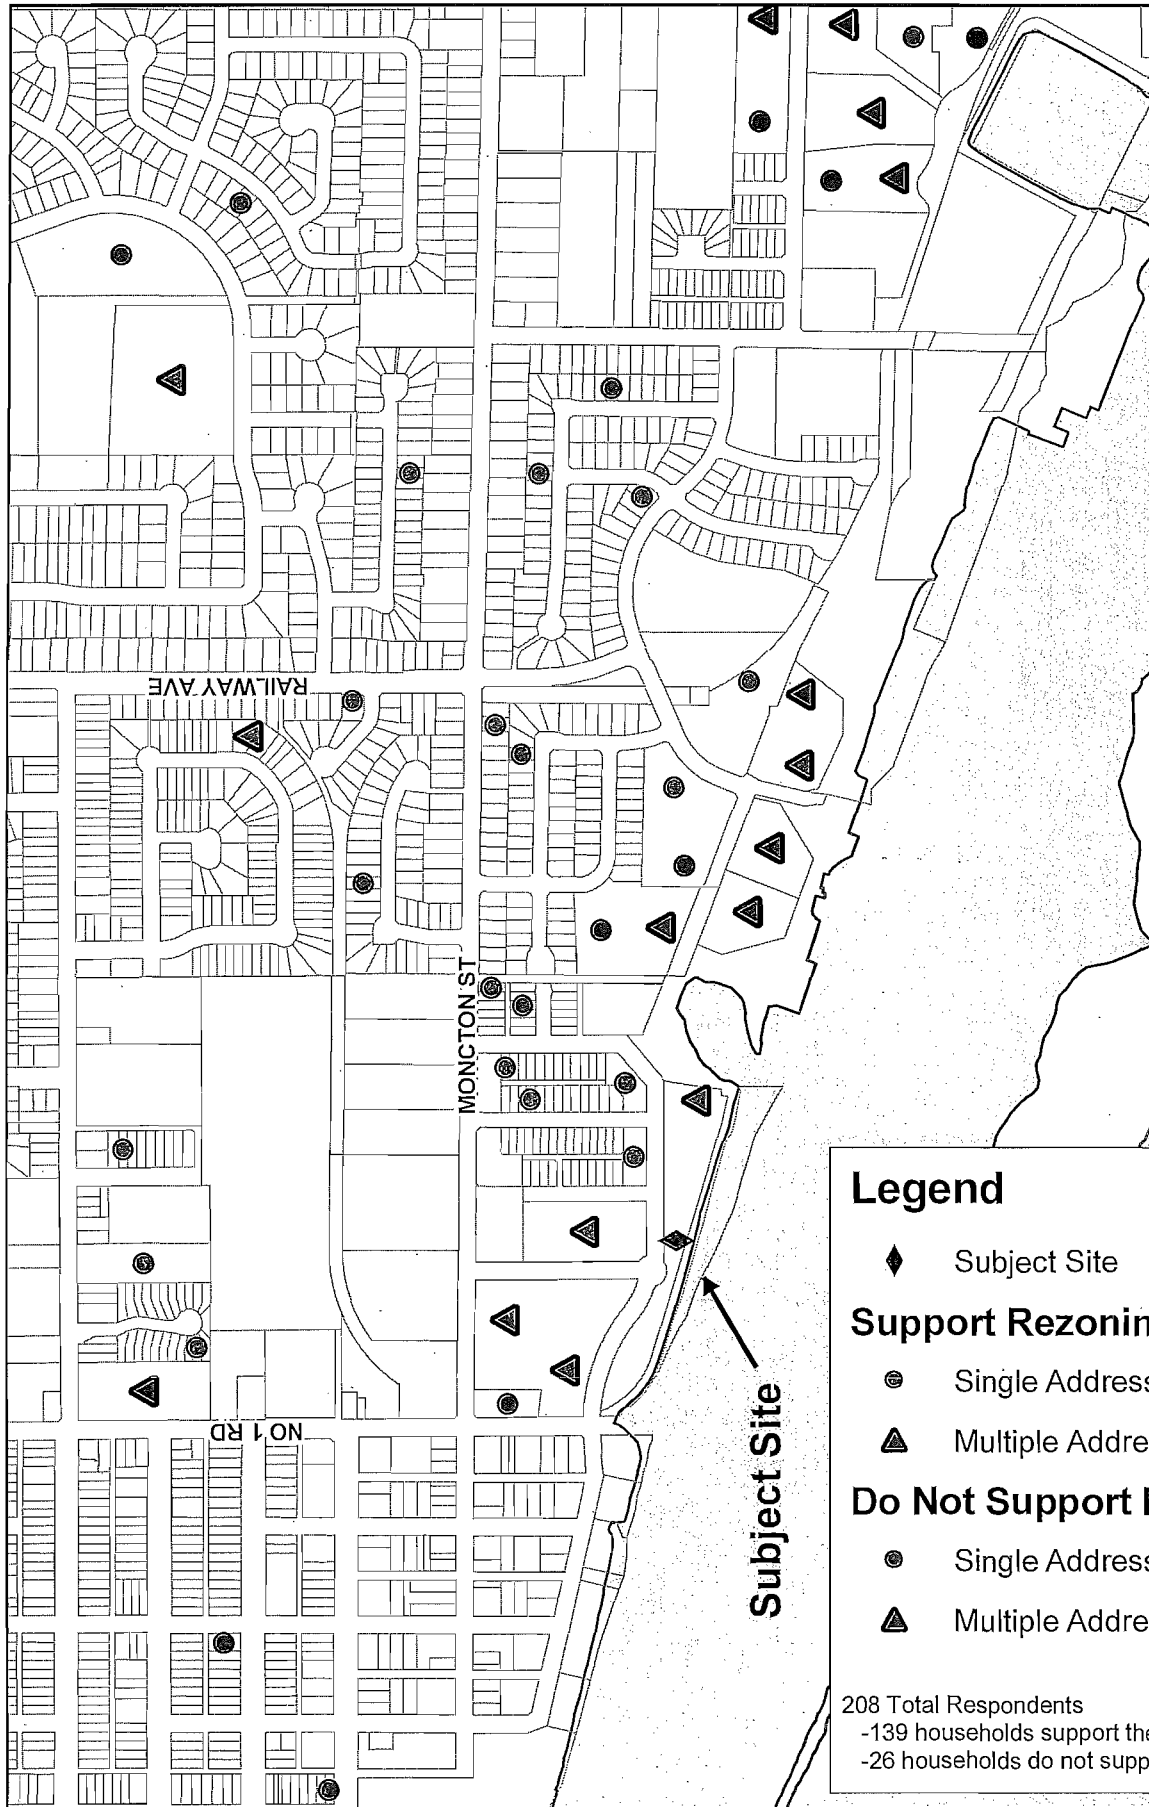 RAILWAY AVE
MONCTON ST
NO 1 RD
Subject Site
Legend
Subject Site
Support Rezonin
Single Address
Multiple Addre
Do Not Support
Single Address
Multiple Addre
208 Total Respondents
-139 households support the
-26 households do not supp